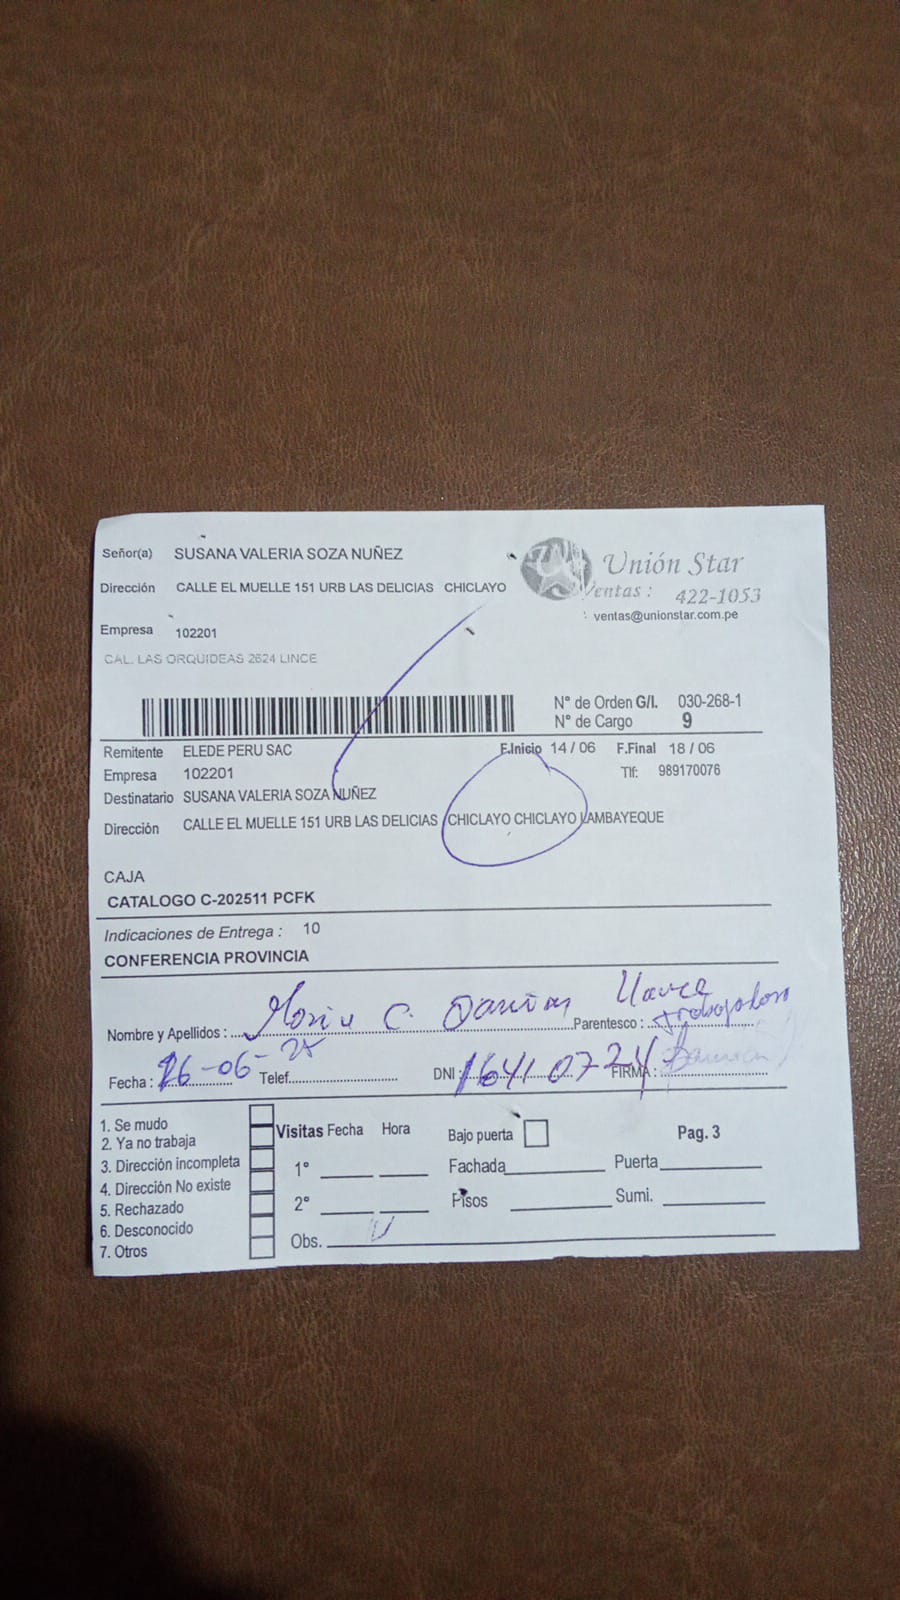 Señor(a) SUSANA VALERIA SOZA NUÑEZ
Unión Star
Dirección CALLE EL MUELLE 151 URB LAS DELICIAS CHICLAYO
Ventas : 422-1053
ventas@unionstar.com.pe
Empresa 102201
CAL. LAS ORQUIDEAS 2624 LINCE
N° de Orden G/I. 030-268-1
N° de Cargo 9
Remitente ELEDE PERU SAC F.Inicio 14 / 06 F.Final 18 / 06
Empresa 102201 Tlf: 989170076
Destinatario SUSANA VALERIA SOZA NUÑEZ
Dirección CALLE EL MUELLE 151 URB LAS DELICIAS CHICLAYO CHICLAYO LAMBAYEQUE
CAJA
CATALOGO C-202511 PCFK
Indicaciones de Entrega : 10
CONFERENCIA PROVINCIA
Nombre y Apellidos : C. Parentesco : trabajadora
Fecha : 26-06-25 Telef. DNI : 16410724 FIRMA :
1. Se mudo
2. Ya no trabaja
3. Dirección incompleta
4. Dirección No existe
5. Rechazado
6. Desconocido
7. Otros
Visitas Fecha Hora
1°
2°
Obs.
Bajo puerta Pag. 3
Fachada Puerta
Pisos Sumi.